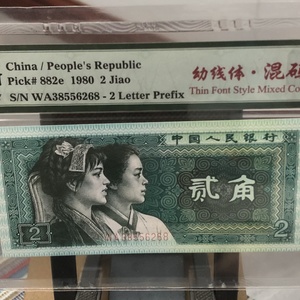 China / People's Republic
Pick# 882e 1980 2 Jiao
S/N WA38556268 - 2 Letter Prefix
幼线体·混
Thin Font Style Mixed Co
中国人民银行
贰角
2
2
WA38556268